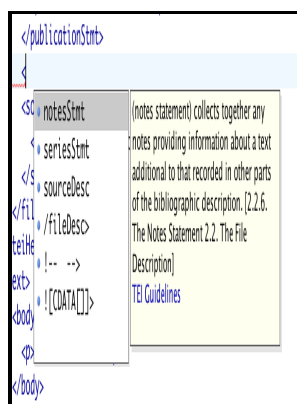 </publicationStmt>
<
<so
notesStmt
seriesStmt
sourceDesc
/fileDesc>
!-- -->
![CDATA[]]>
(notes statement) collects together any
notes providing information about a text
additional to that recorded in other parts
of the bibliographic description. [2.2.6.
The Notes Statement 2.2. The File
Description]
TEI Guidelines
</s
</fil
teiHe
ext>
<body
<p>
</body>